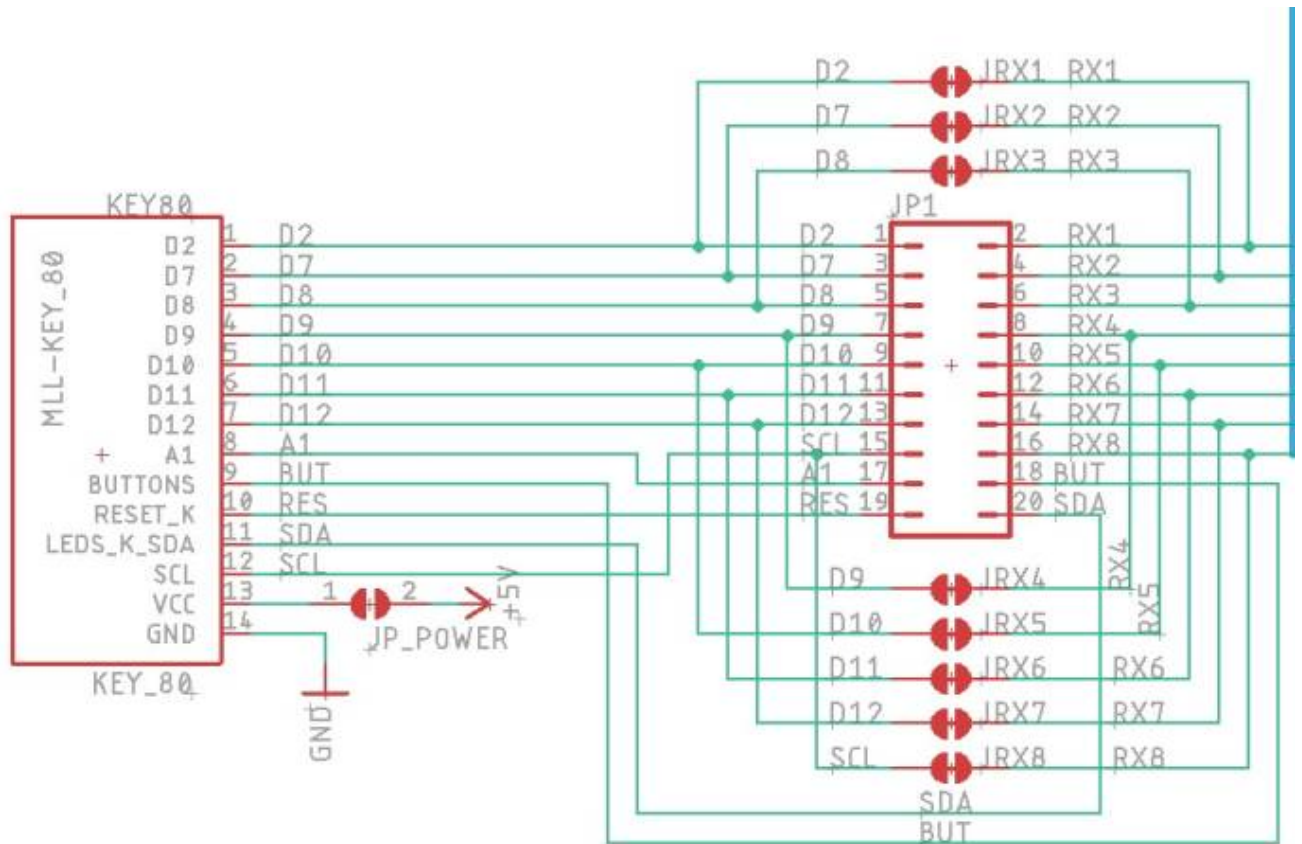 D2 JRX1 RX1
D7 JRX2 RX2
D8 JRX3 RX3
KEY80 JP1
D2 1 D2 D2 1 2 RX1
D7 2 D7 D7 3 4 RX2
D8 3 D8 D8 5 6 RX3
D9 4 D9 D9 7 8 RX4
D10 5 D10 D10 9 10 RX5
D11 6 D11 D11 11 12 RX6
D12 7 D12 D12 13 14 RX7
A1 8 A1 SCL 15 16 RX8
BUTTONS 9 BUT A1 17 18 BUT
RESET_K 10 RES RES 19 20 SDA
LEDS_K_SDA 11 SDA
SCL 12 SCL
VCC 13 1 2 +5V
GND 14
MLL-KEY_80
JP_POWER
KEY_80
GND
D9 JRX4 RX4
D10 JRX5 RX5
D11 JRX6 RX6
D12 JRX7 RX7
SCL JRX8 RX8
SDA
BUT